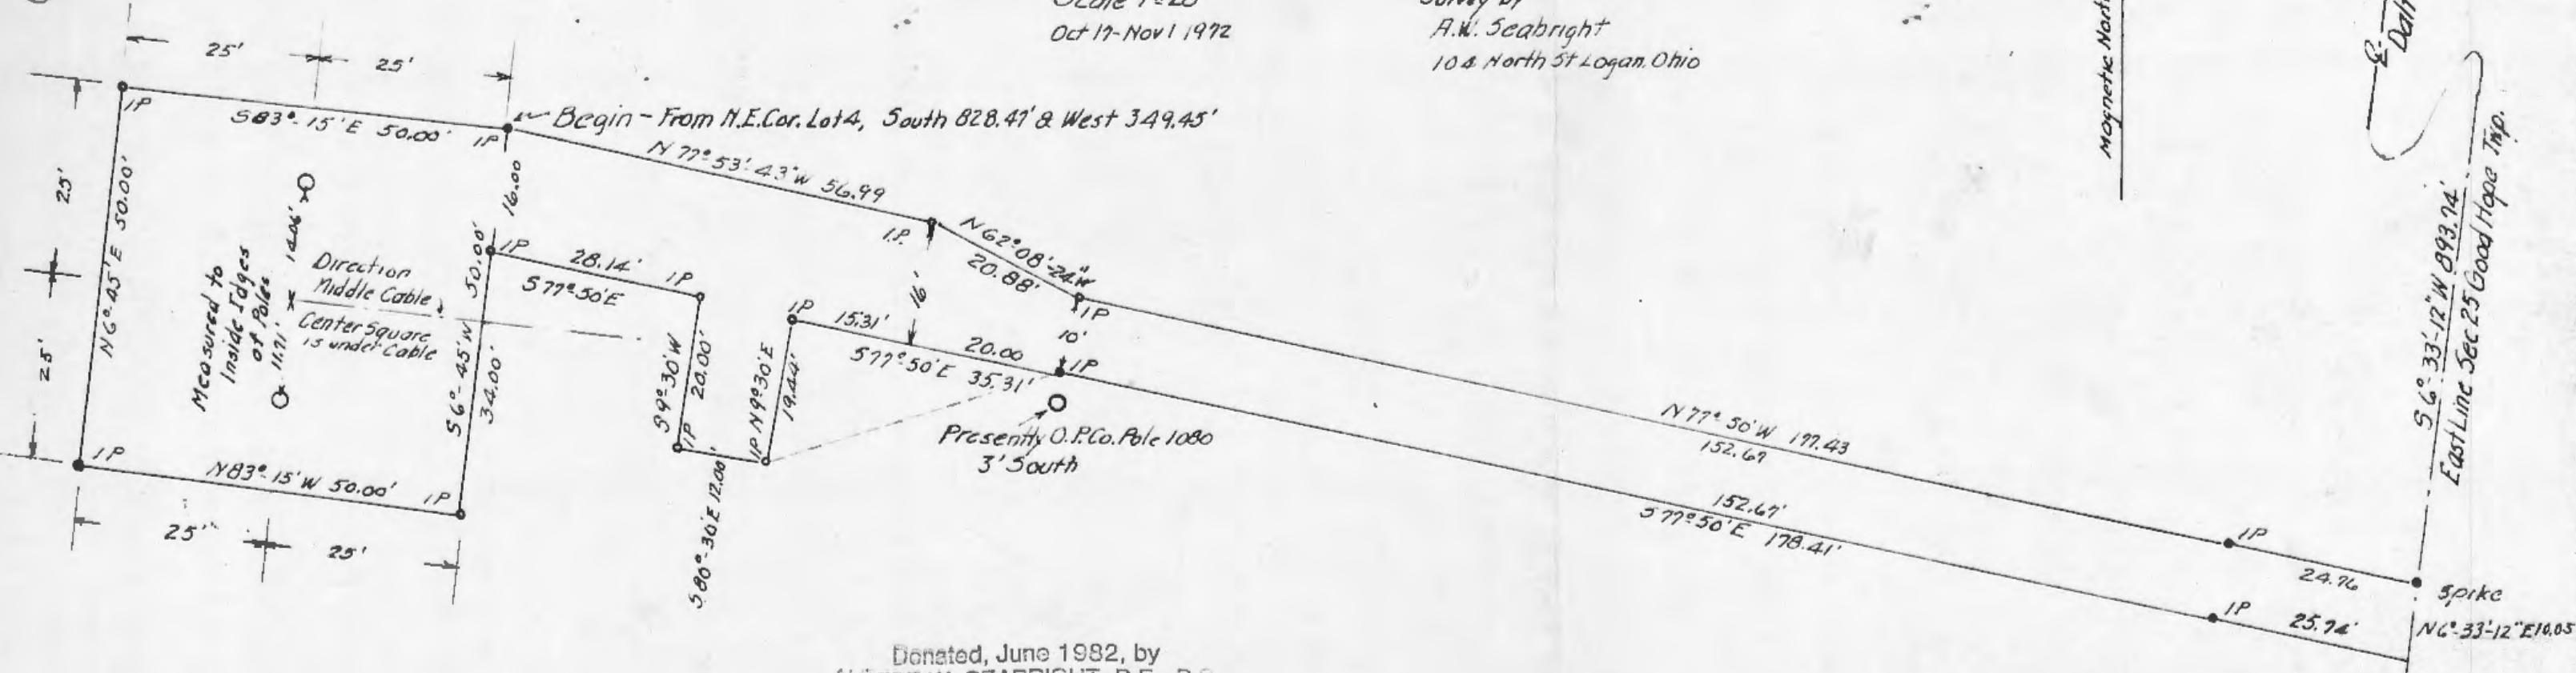 Oct 17-Nov 1 1972
Survey by
A.W. Seabright
104 North St Logan, Ohio
Magnetic North
25'
25'
IP
S83°-15'E 50.00'
IP
Begin - From N.E. Cor. Lot 4, South 828.47' & West 349.45'
25'
25'
N6°-45'E 50.00'
Measured to
Inside Edges
of Poles
14.06'
11.71'
Direction
Middle Cable
Center Square
is under Cable
16.00
50.00'
S6°-45'W
34.00'
IP
28.14'
IP
S77°50'E
N77°-53'-43"W 56.99
I.P.
N62°-08'-24"W
20.88'
IP
16'
10'
S9°-30'W
20.00'
IP
S80°-30'E 12.00'
IP
N9°30'E
19.44'
IP
15.31'
20.00
S77°-50'E 35.31'
IP
Presently O.P.Co. Pole 1080
3' South
N77°50'W 177.43
152.67
152.67'
S77°50'E 178.41'
IP
24.76
Spike
IP
25.74'
N6°-33'-12"E 10.05
S6°-33'-12"W 893.74'
East Line Sec 25 Good Hope Twp.
IP
N83°-15'W 50.00'
IP
25'
25'
Donated, June 1982, by